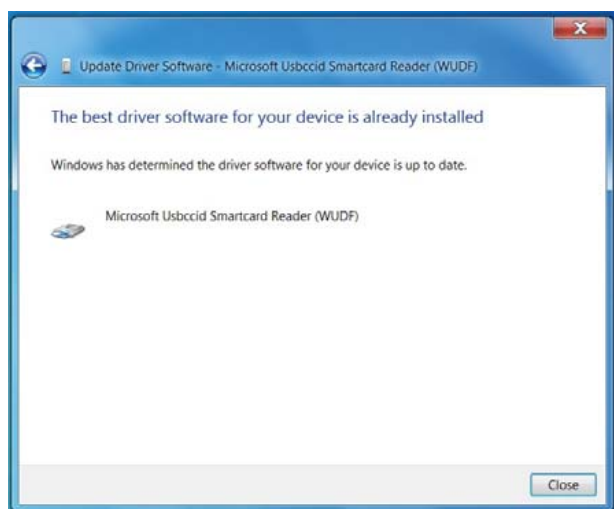 Update Driver Software - Microsoft Usbccid Smartcard Reader (WUDF)
The best driver software for your device is already installed
Windows has determined the driver software for your device is up to date.
Microsoft Usbccid Smartcard Reader (WUDF)
Close